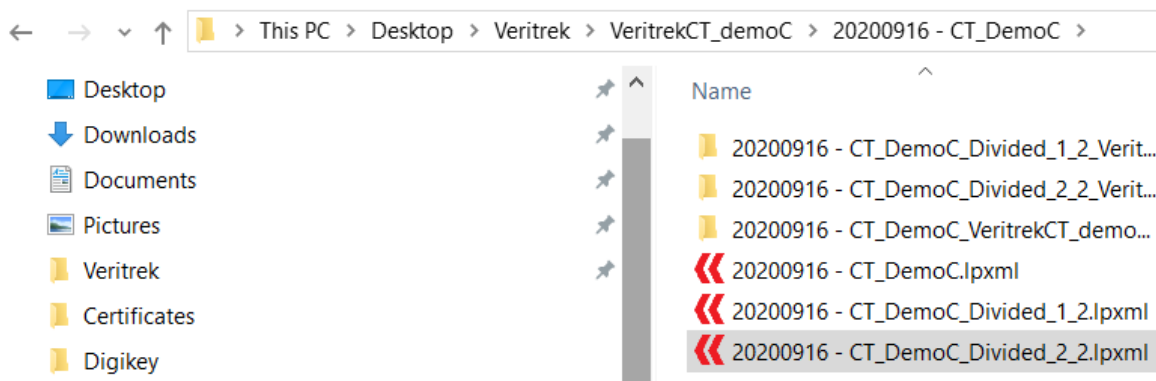 This PC > Desktop > Veritrek > VeritrekCT_demoC > 20200916 - CT_DemoC >
Desktop
Downloads
Documents
Pictures
Veritrek
Certificates
Digikey
Name
20200916 - CT_DemoC_Divided_1_2_Verit...
20200916 - CT_DemoC_Divided_2_2_Verit...
20200916 - CT_DemoC_VeritrekCT_demo...
20200916 - CT_DemoC.lpxml
20200916 - CT_DemoC_Divided_1_2.lpxml
20200916 - CT_DemoC_Divided_2_2.lpxml